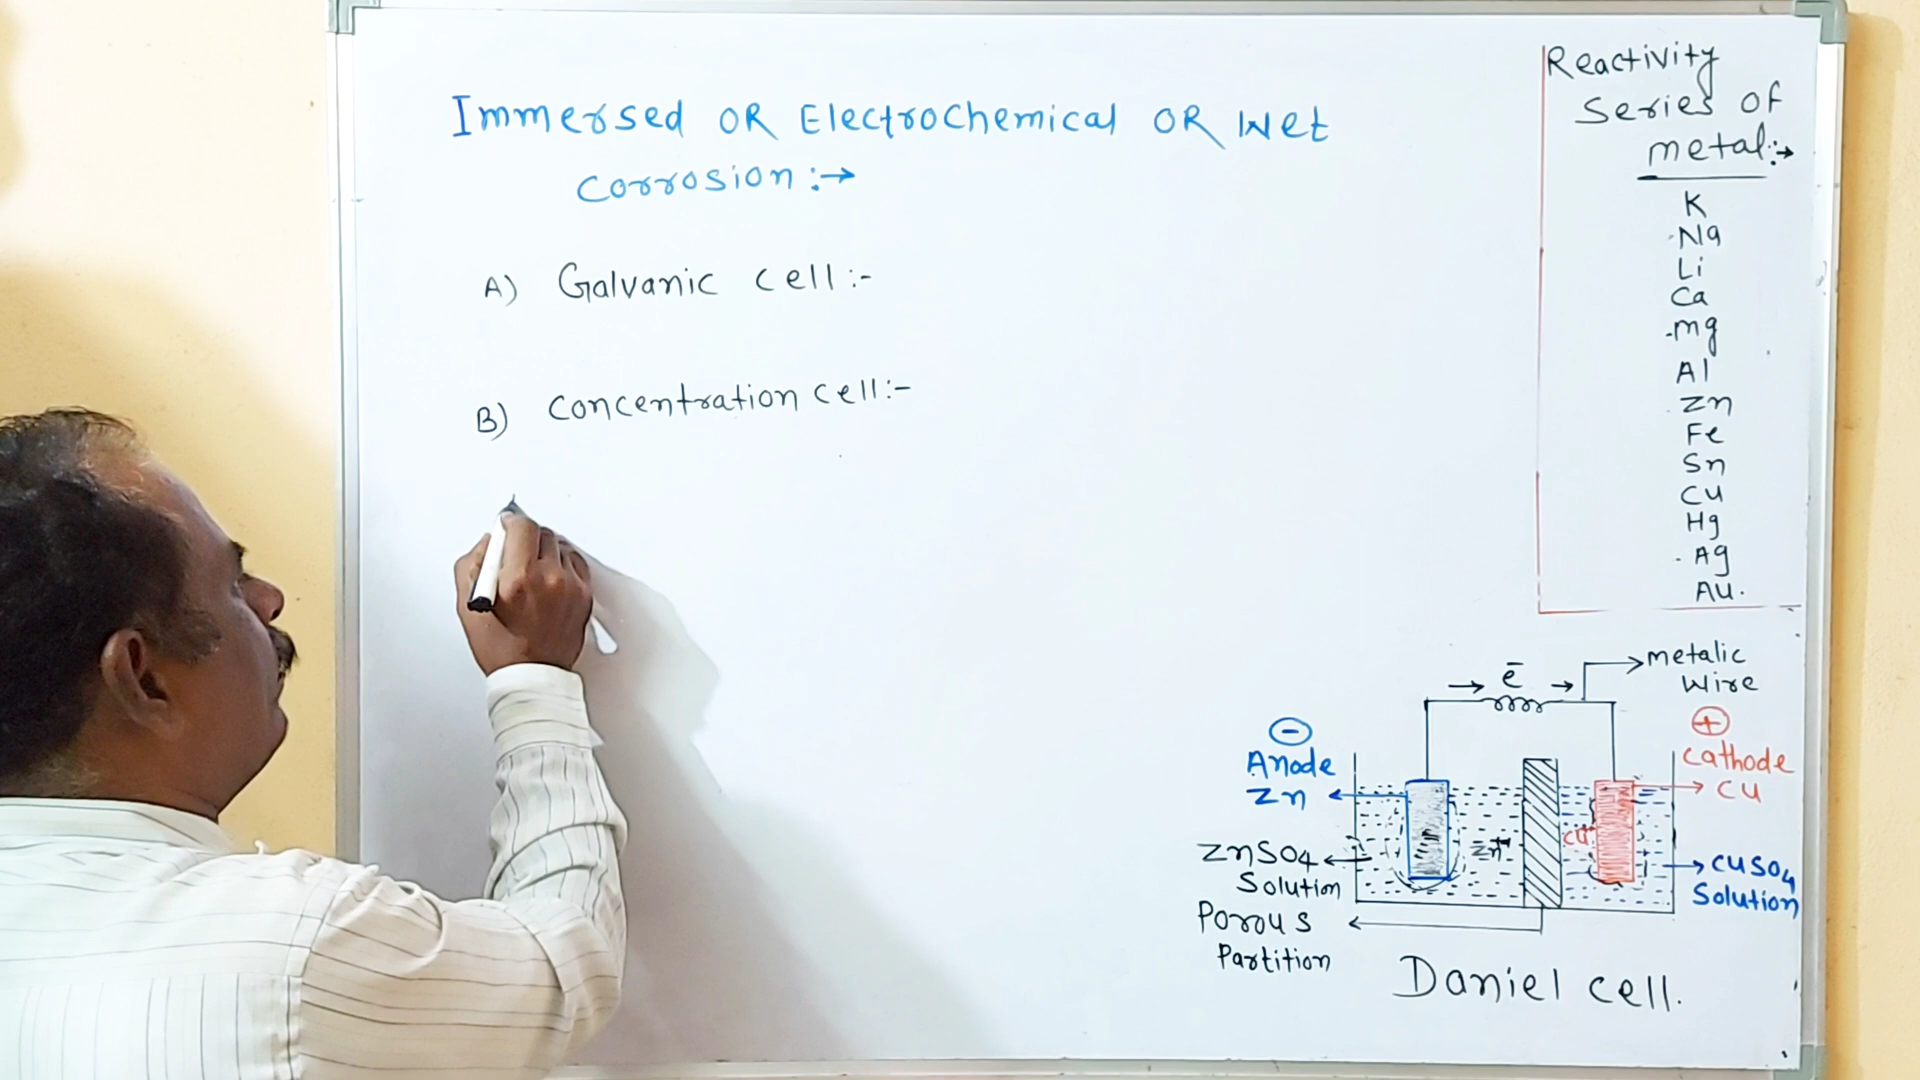 Immersed OR Electrochemical OR Wet
Corrosion :→
A) Galvanic cell :-
B) Concentration cell :-
Reactivity
Series of
metal :→
K
Na
Li
Ca
Mg
Al
Zn
Fe
Sn
Cu
Hg
Ag
Au.
metalic
wire
→ e̅ →
⊖
Anode
Zn
⊕
Cathode
Cu
ZnSO4
Solution
Zn++
CuSO4
Solution
Porous
Partition
Daniel cell.